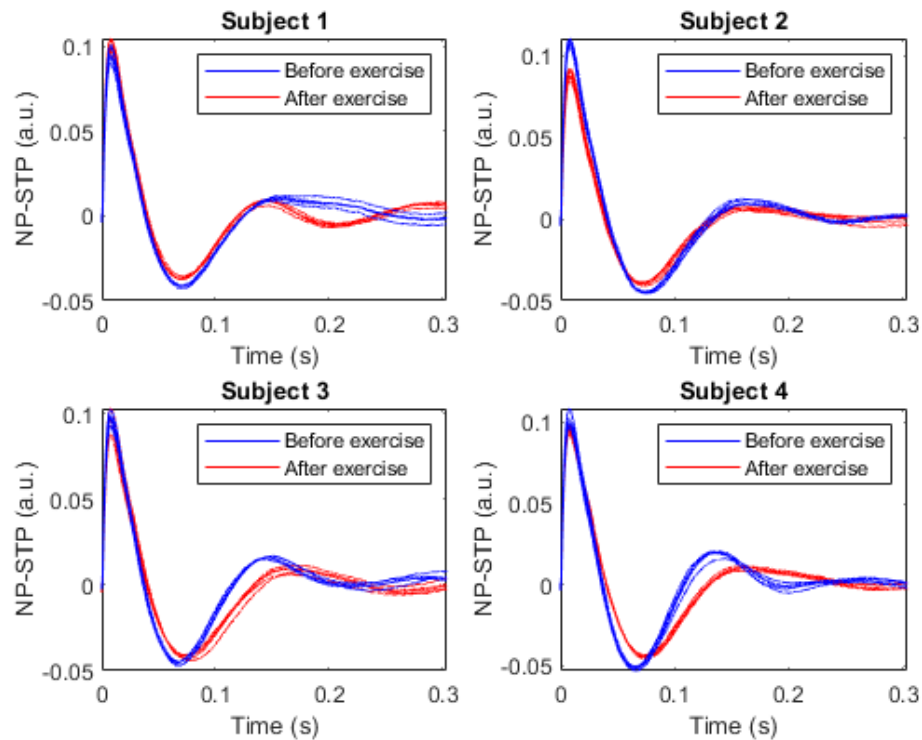 Subject 1
Before exercise
After exercise
NP-STP (a.u.)
0.1
0.05
0
-0.05
0
0.1
0.2
0.3
Time (s)
Subject 2
Before exercise
After exercise
NP-STP (a.u.)
0.1
0.05
0
-0.05
0
0.1
0.2
0.3
Time (s)
Subject 3
Before exercise
After exercise
NP-STP (a.u.)
0.1
0.05
0
-0.05
0
0.1
0.2
0.3
Time (s)
Subject 4
Before exercise
After exercise
NP-STP (a.u.)
0.1
0.05
0
-0.05
0
0.1
0.2
0.3
Time (s)